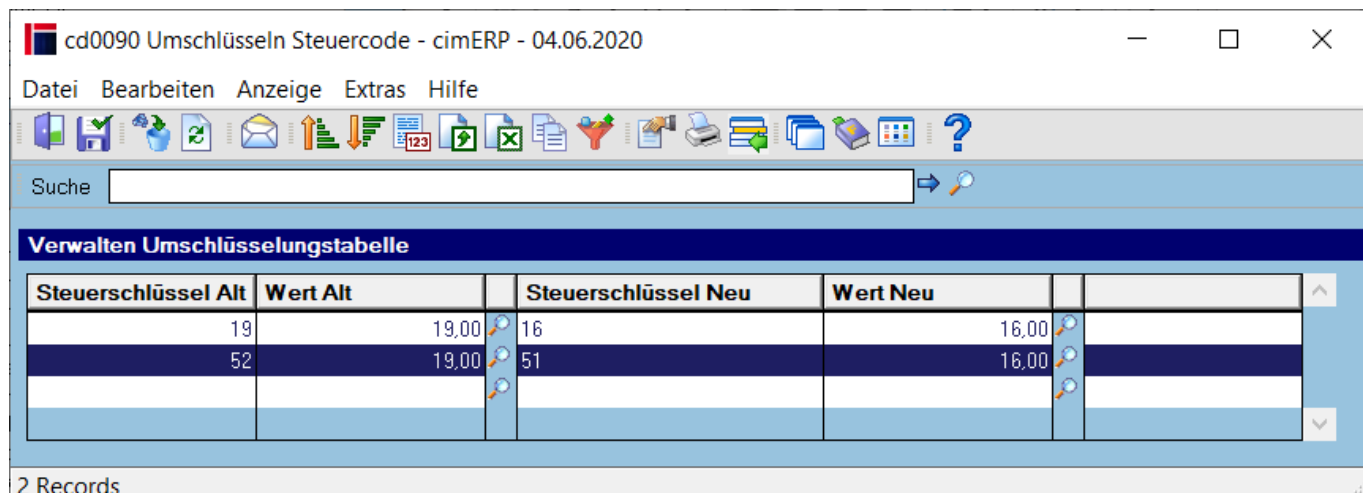 cd0090 Umschlüsseln Steuercode - cimERP - 04.06.2020
Datei Bearbeiten Anzeige Extras Hilfe
123
Suche
Verwalten Umschlüsselungstabelle
Steuerschlüssel Alt Wert Alt Steuerschlüssel Neu Wert Neu
19 19,00 16 16,00
52 19,00 51 16,00
2 Records